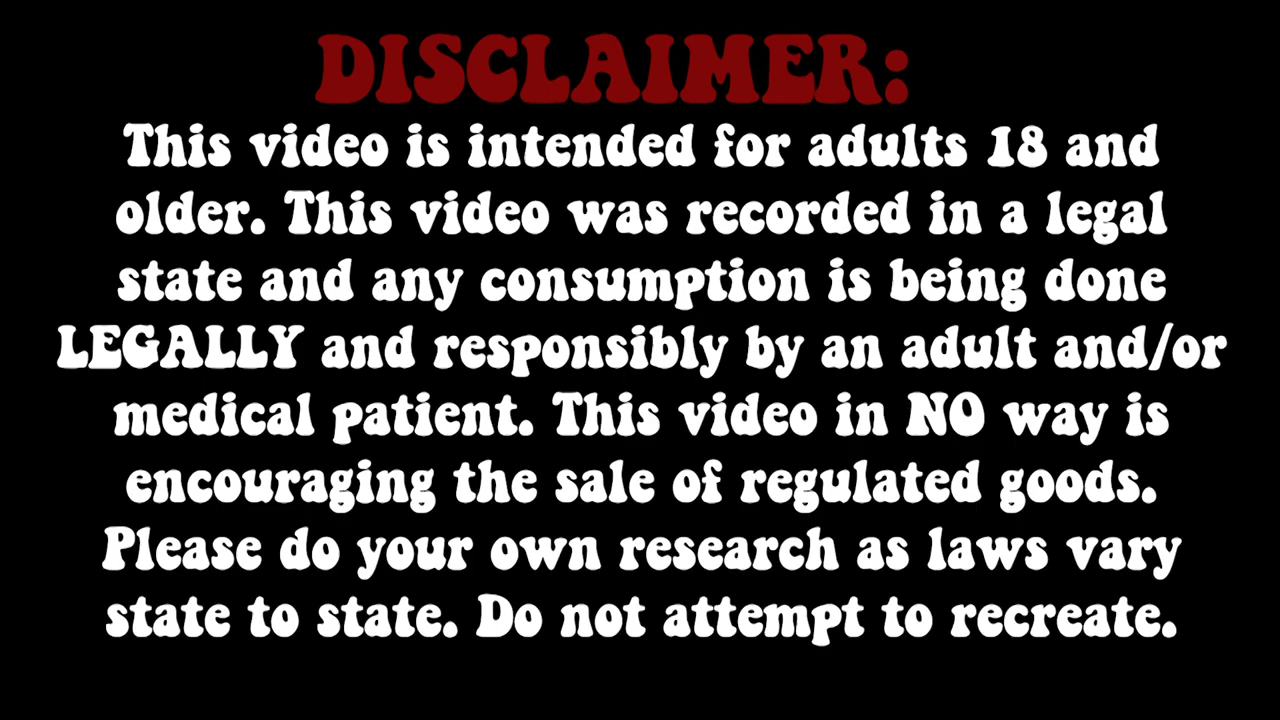 DISCLAIMER:
This video is intended for adults 18 and
older. This video was recorded in a legal
state and any consumption is being done
LEGALLY and responsibly by an adult and/or
medical patient. This video in NO way is
encouraging the sale of regulated goods.
Please do your own research as laws vary
state to state. Do not attempt to recreate.